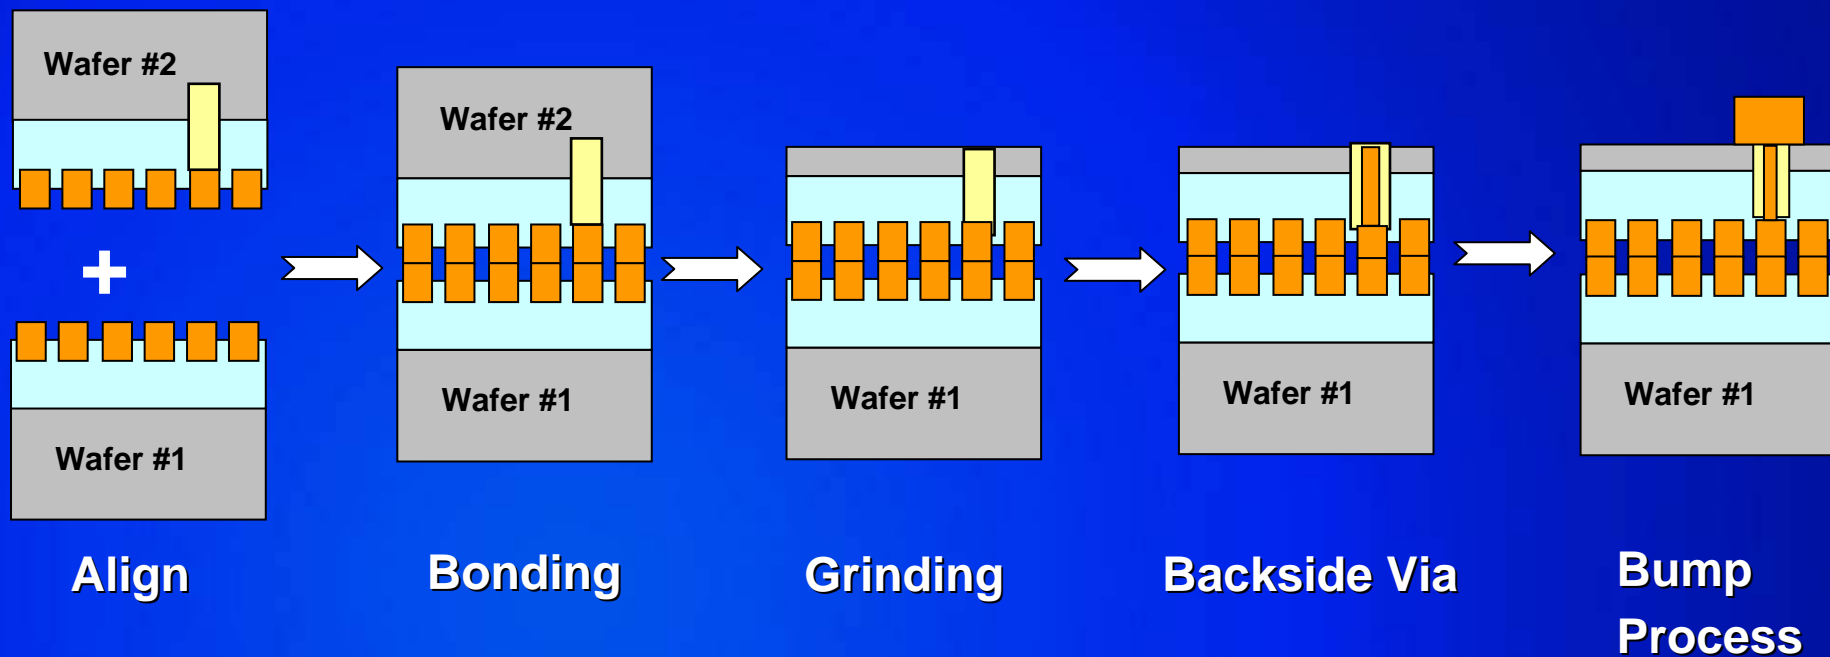 Wafer #2
Wafer #1
Align
Wafer #2
Wafer #1
Bonding
Wafer #1
Grinding
Wafer #1
Backside Via
Wafer #1
Bump
Process